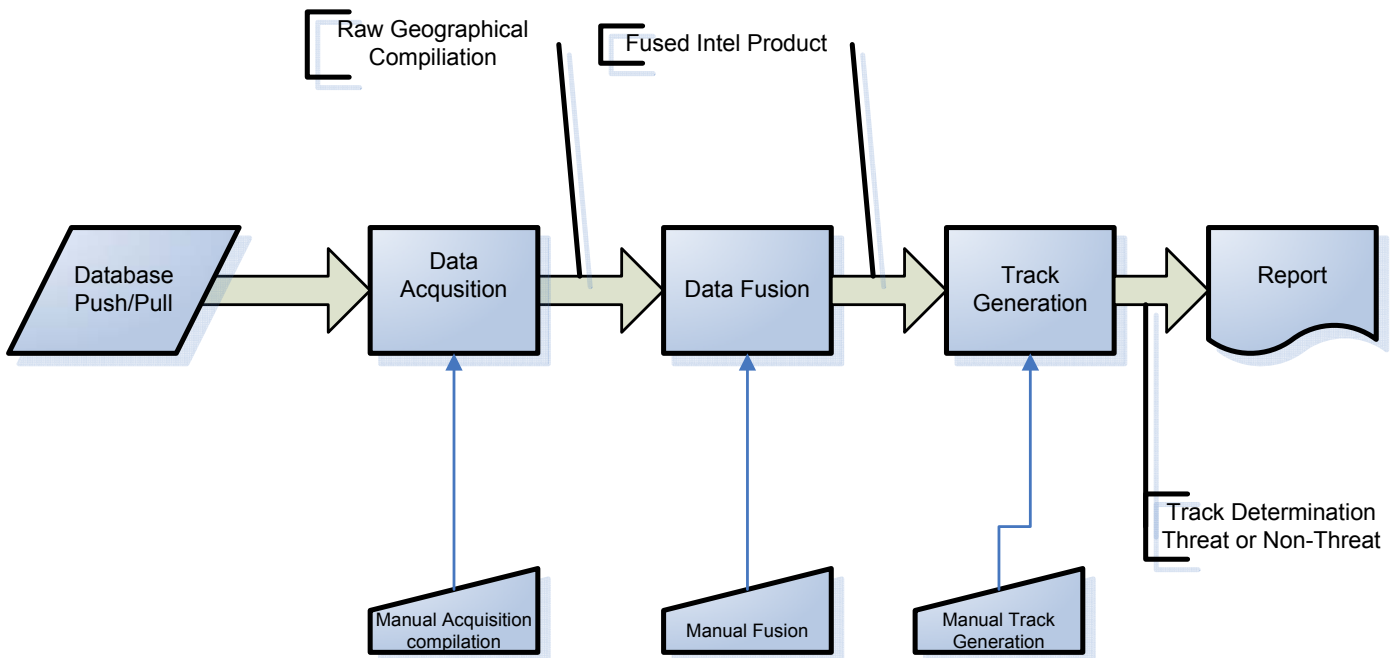 Raw Geographical
Compiliation
Fused Intel Product
Database
Push/Pull
Data
Acqusition
Data Fusion
Track
Generation
Report
Track Determination
Threat or Non-Threat
Manual Acquisition
compilation
Manual Fusion
Manual Track
Generation